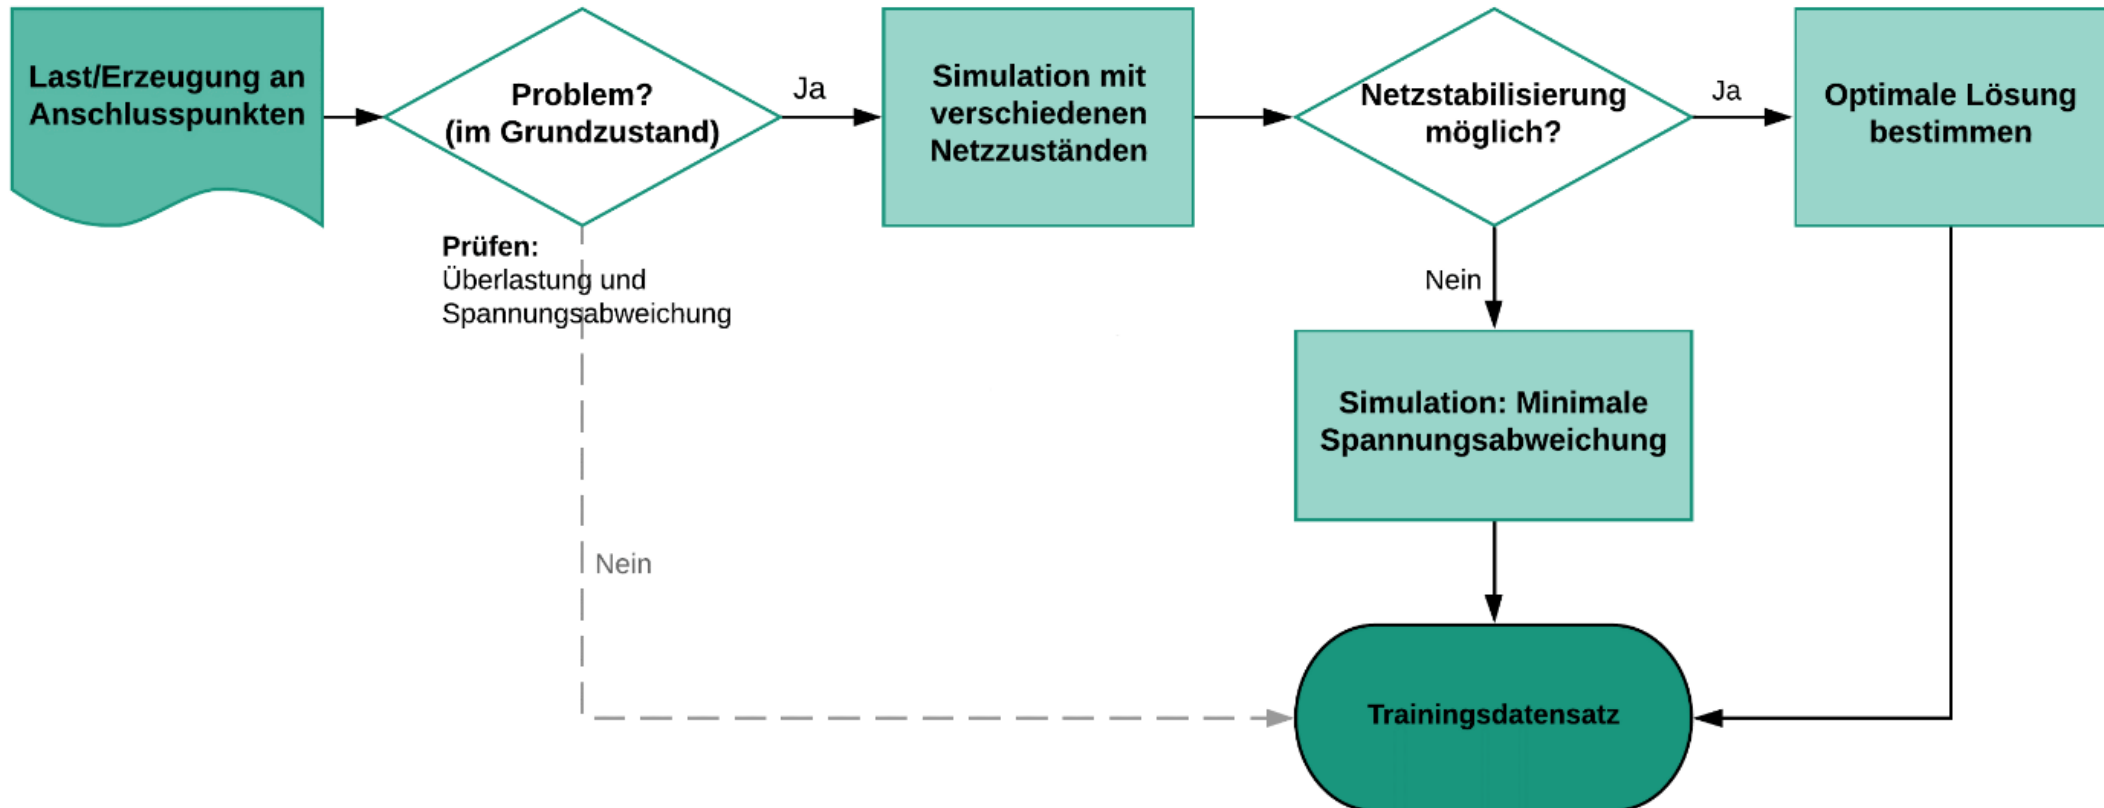 Last/Erzeugung an
Anschlusspunkten
Problem?
(im Grundzustand)
Ja
Simulation mit
verschiedenen
Netzzuständen
Netzstabilisierung
möglich?
Ja
Optimale Lösung
bestimmen
Prüfen:
Überlastung und
Spannungsabweichung
Nein
Simulation: Minimale
Spannungsabweichung
Nein
Trainingsdatensatz